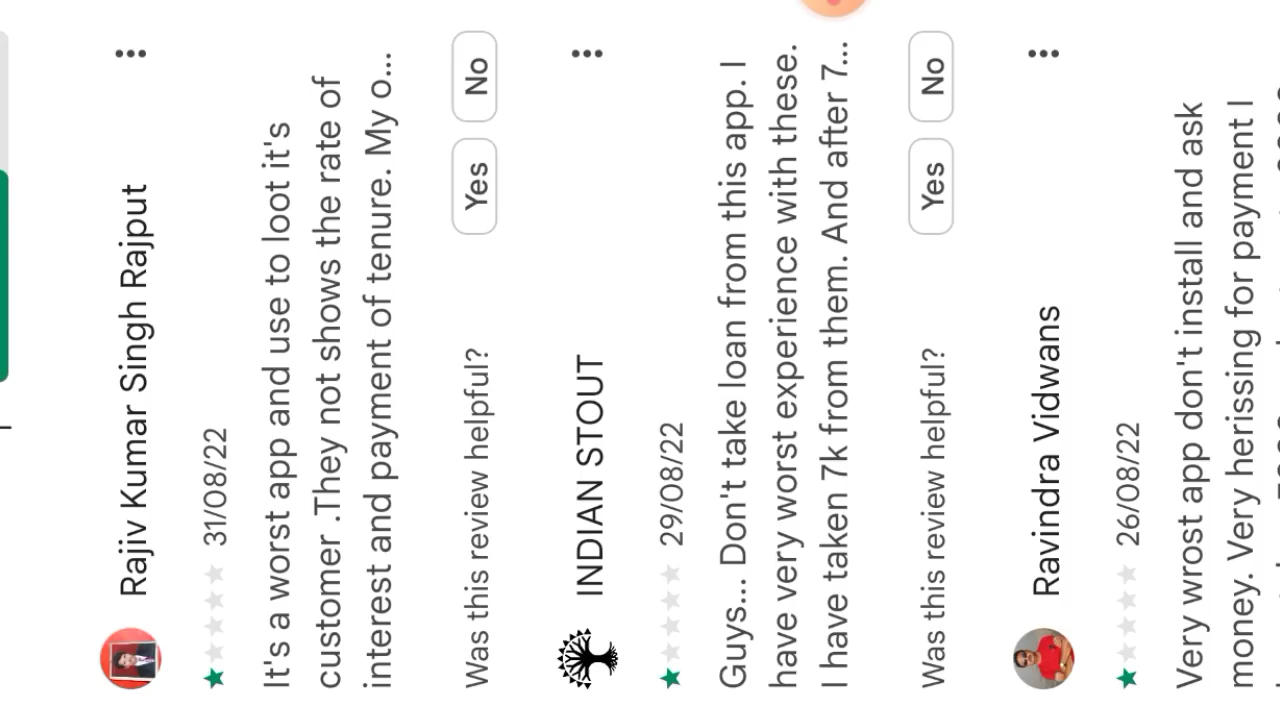 Rajiv Kumar Singh Rajput
31/08/22
It's a worst app and use to loot it's
customer .They not shows the rate of
interest and payment of tenure. My o...
Was this review helpful?
Yes
No
INDIAN STOUT
29/08/22
Guys... Don't take loan from this app. I
have very worst experience with these.
I have taken 7k from them. And after 7...
Was this review helpful?
Yes
No
Ravindra Vidwans
26/08/22
Very wrost app don't install and ask
money. Very herissing for payment I